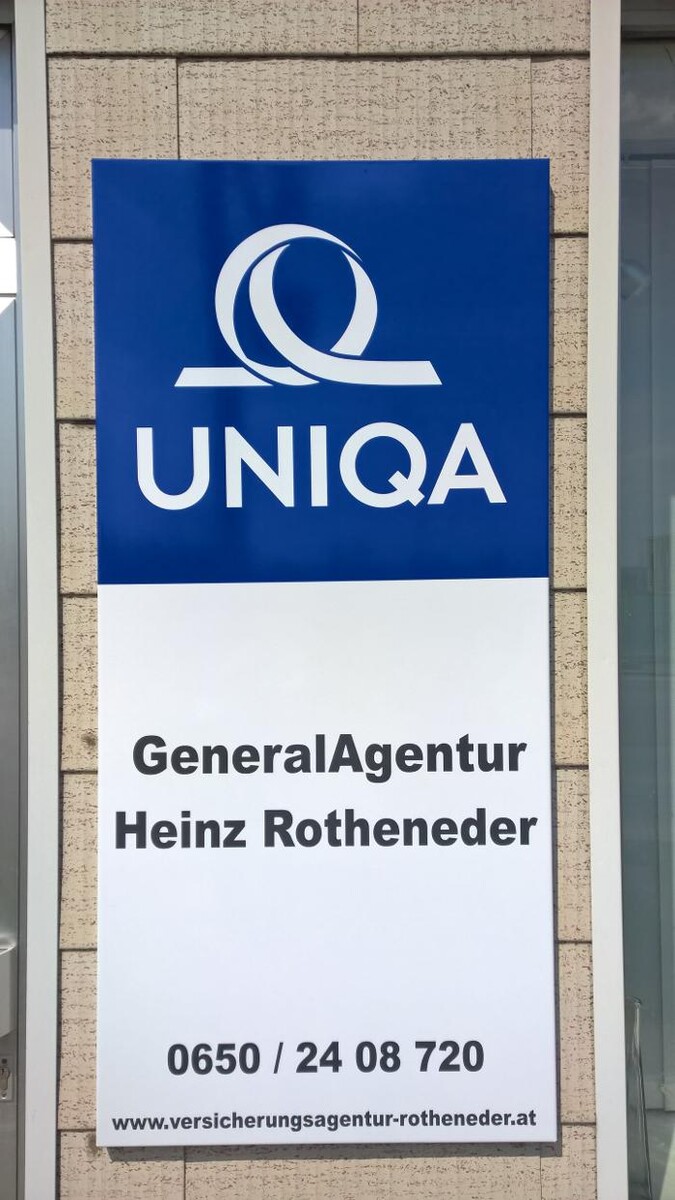 UNIQA
GeneralAgentur
Heinz Rotheneder
0650 / 24 08 720
www.versicherungsagentur-rotheneder.at